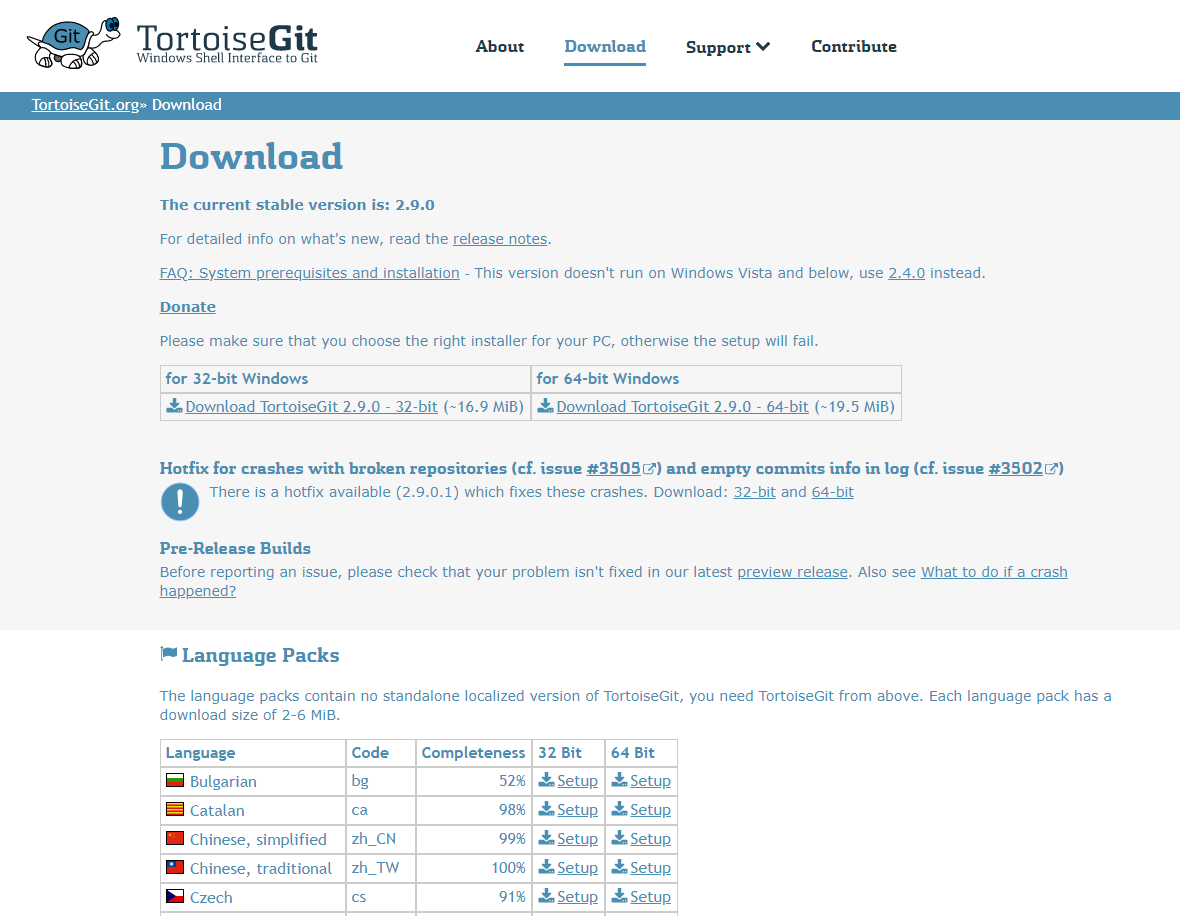 Git TortoiseGit
Windows Shell Interface to Git
About Download Support Contribute
TortoiseGit.org» Download
Download
The current stable version is: 2.9.0
For detailed info on what's new, read the release notes.
FAQ: System prerequisites and installation - This version doesn't run on Windows Vista and below, use 2.4.0 instead.
Donate
Please make sure that you choose the right installer for your PC, otherwise the setup will fail.
for 32-bit Windows for 64-bit Windows
Download TortoiseGit 2.9.0 - 32-bit (~16.9 MiB) Download TortoiseGit 2.9.0 - 64-bit (~19.5 MiB)
Hotfix for crashes with broken repositories (cf. issue #3505) and empty commits info in log (cf. issue #3502)
There is a hotfix available (2.9.0.1) which fixes these crashes. Download: 32-bit and 64-bit
Pre-Release Builds
Before reporting an issue, please check that your problem isn't fixed in our latest preview release. Also see What to do if a crash
happened?
Language Packs
The language packs contain no standalone localized version of TortoiseGit, you need TortoiseGit from above. Each language pack has a
download size of 2-6 MiB.
Language Code Completeness 32 Bit 64 Bit
Bulgarian bg 52% Setup Setup
Catalan ca 98% Setup Setup
Chinese, simplified zh_CN 99% Setup Setup
Chinese, traditional zh_TW 100% Setup Setup
Czech cs 91% Setup Setup